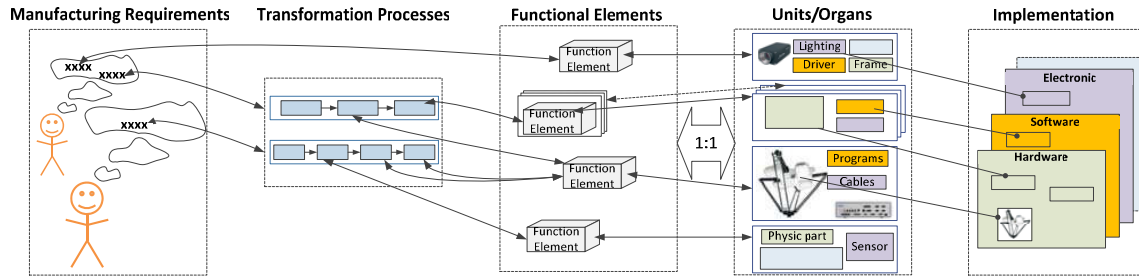 Manufacturing Requirements
Transformation Processes
Functional Elements
Units/Organs
Implementation
xxxx
xxxx
xxxx
Function
Element
Function
Element
Function
Element
Function
Element
1:1
Lighting
Driver
Frame
Programs
Cables
Physic part
Sensor
Electronic
Software
Hardware